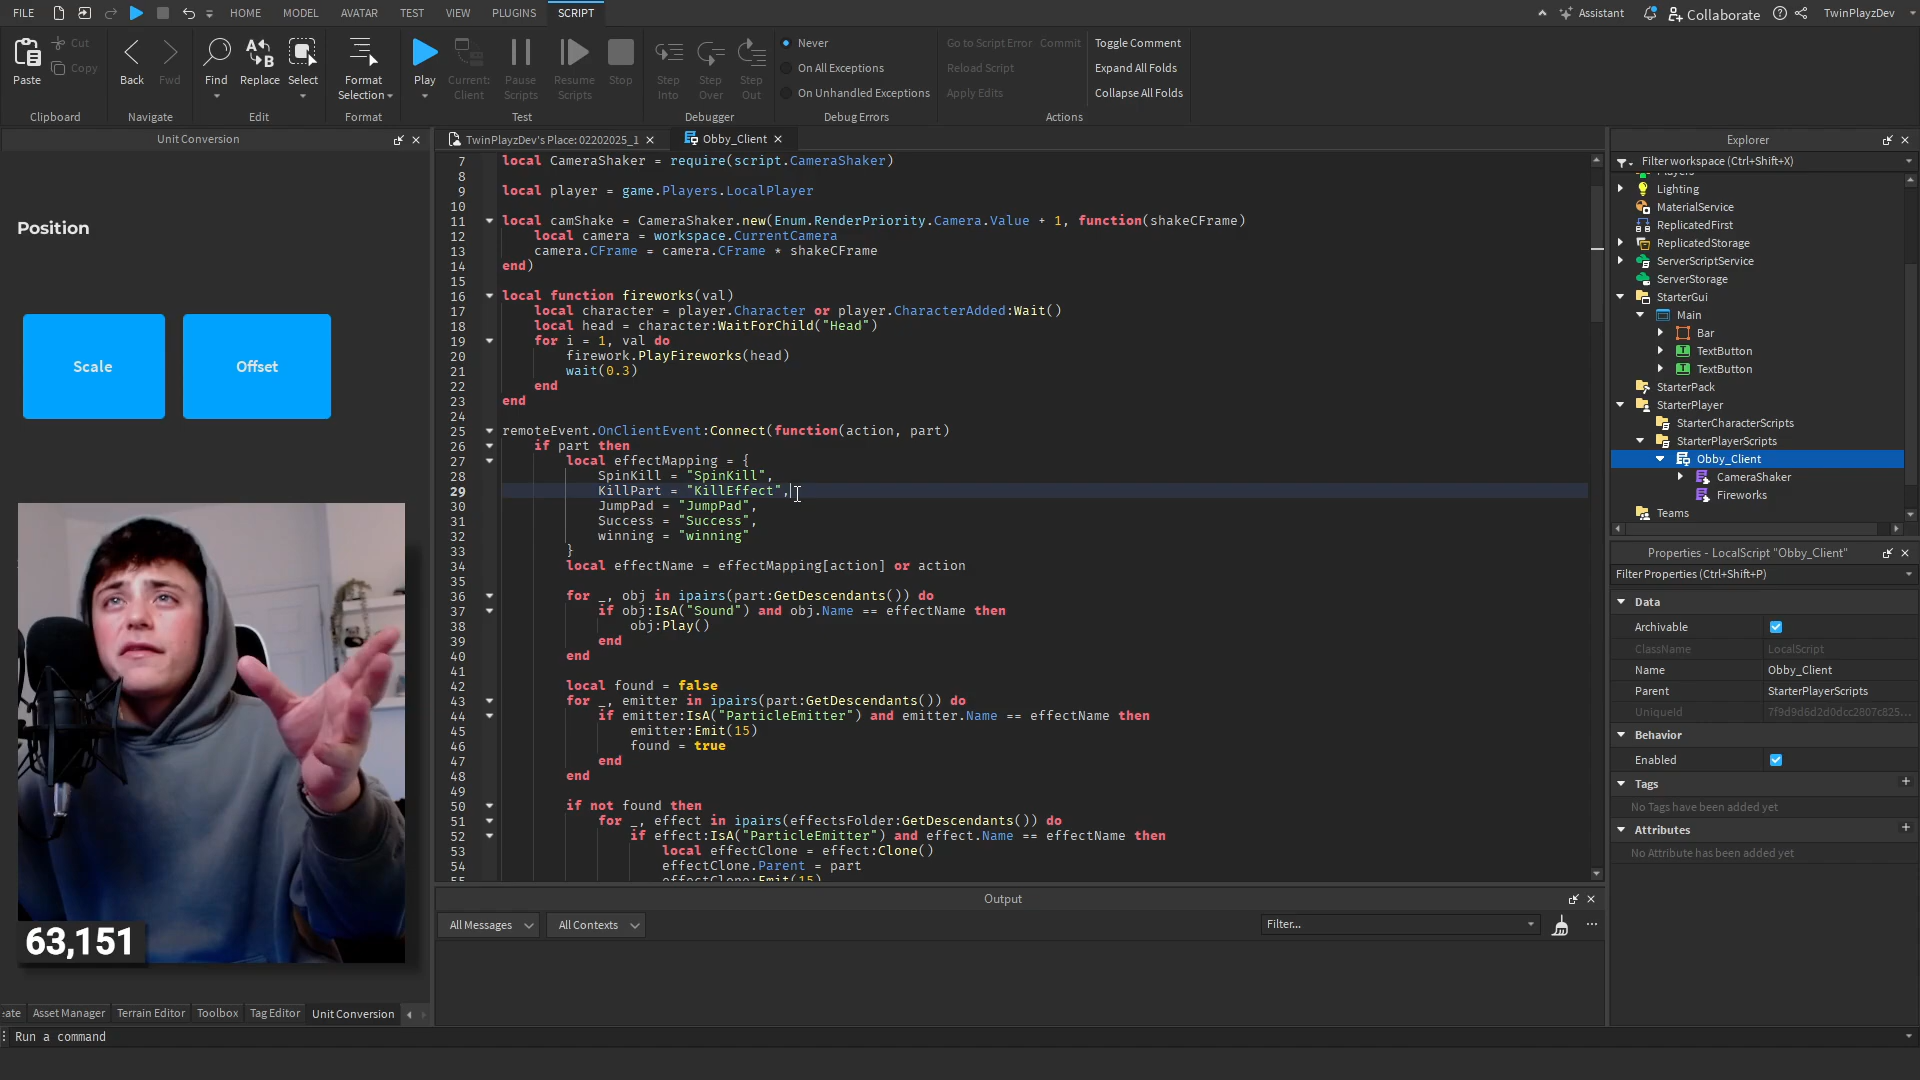 FILE
HOME
MODEL
AVATAR
TEST
VIEW
PLUGINS
SCRIPT
Assistant
Collaborate
TwinPlayzDev
Paste
Cut
Copy
Clipboard
Back
Fwd
Navigate
Find
Replace
Select
Edit
Format
Selection
Format
Play
Current:
Client
Pause
Scripts
Resume
Scripts
Stop
Test
Step
Into
Step
Over
Step
Out
Debugger
Never
On All Exceptions
On Unhandled Exceptions
Debug Errors
Go to Script Error
Commit
Reload Script
Apply Edits
Toggle Comment
Expand All Folds
Collapse All Folds
Actions
Unit Conversion
Position
Scale
Offset
63,151
TwinPlayzDev's Place: 02202025_1
Obby_Client
7 local CameraShaker = require(script.CameraShaker)
8
9 local player = game.Players.LocalPlayer
10
11 local camShake = CameraShaker.new(Enum.RenderPriority.Camera.Value + 1, function(shakeCFrame)
12 local camera = workspace.CurrentCamera
13 camera.CFrame = camera.CFrame * shakeCFrame
14 end)
15
16 local function fireworks(val)
17 local character = player.Character or player.CharacterAdded:Wait()
18 local head = character:WaitForChild("Head")
19 for i = 1, val do
20 firework.PlayFireworks(head)
21 wait(0.3)
22 end
23 end
24
25 remoteEvent.OnClientEvent:Connect(function(action, part)
26 if part then
27 local effectMapping = {
28 SpinKill = "SpinKill",
29 KillPart = "KillEffect",
30 JumpPad = "JumpPad",
31 Success = "Success",
32 winning = "winning"
33 }
34 local effectName = effectMapping[action] or action
35
36 for _, obj in ipairs(part:GetDescendants()) do
37 if obj:IsA("Sound") and obj.Name == effectName then
38 obj:Play()
39 end
40 end
41
42 local found = false
43 for _, emitter in ipairs(part:GetDescendants()) do
44 if emitter:IsA("ParticleEmitter") and emitter.Name == effectName then
45 emitter:Emit(15)
46 found = true
47 end
48 end
49
50 if not found then
51 for _, effect in ipairs(effectsFolder:GetDescendants()) do
52 if effect:IsA("ParticleEmitter") and effect.Name == effectName then
53 local effectClone = effect:Clone()
54 effectClone.Parent = part
55 effectClone:Emit(15)
Output
All Messages
All Contexts
Filter...
Explorer
Filter workspace (Ctrl+Shift+X)
Players
Lighting
MaterialService
ReplicatedFirst
ReplicatedStorage
ServerScriptService
ServerStorage
StarterGui
Main
Bar
TextButton
TextButton
StarterPack
StarterPlayer
StarterCharacterScripts
StarterPlayerScripts
Obby_Client
CameraShaker
Fireworks
Teams
Properties - LocalScript "Obby_Client"
Filter Properties (Ctrl+Shift+P)
Data
Archivable
ClassName LocalScript
Name Obby_Client
Parent StarterPlayerScripts
UniqueId 7f9d9d6d2d0dcc2807c825...
Behavior
Enabled
Tags
No Tags have been added yet
Attributes
No Attribute has been added yet
Asset Manager
Terrain Editor
Toolbox
Tag Editor
Unit Conversion
Run a command